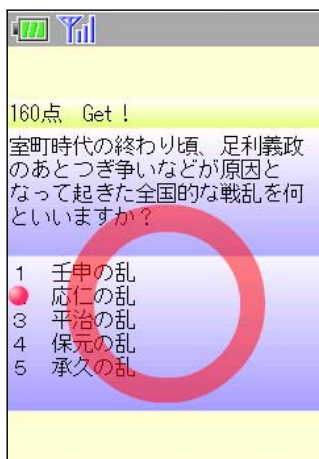 160点 Get！
室町時代の終わり頃、足利義政
のあとつぎ争いなどが原因と
なって起きた全国的な戦乱を何
といいますか？
1 壬申の乱
応仁の乱
3 平治の乱
4 保元の乱
5 承久の乱